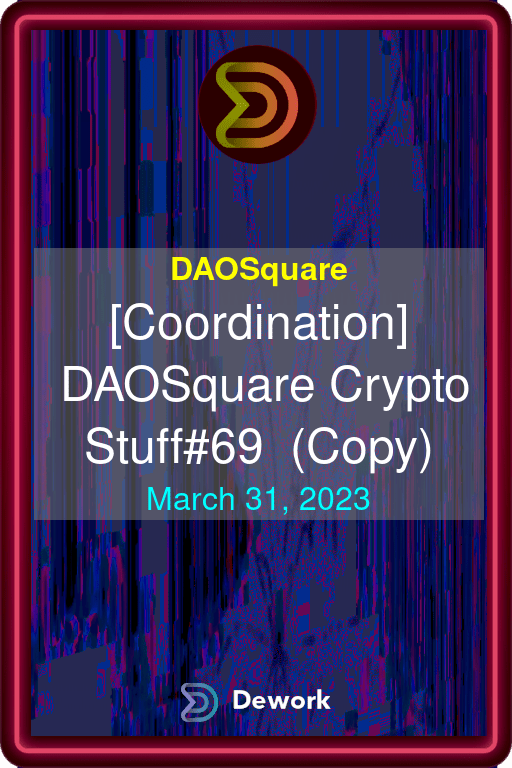 DAOSquare
[Coordination]
DAOSquare Crypto
Stuff#69 (Copy)
March 31, 2023
Dework